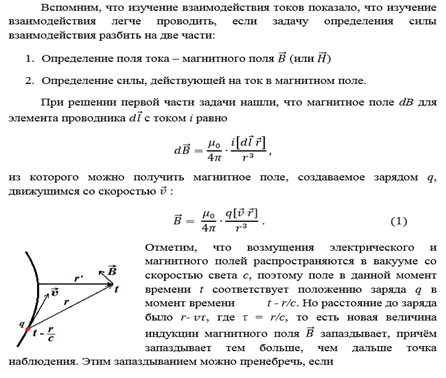 Вспомним, что изучение взаимодействия токов показало, что изучение
взаимодействия легче проводить, если задачу определения силы
взаимодействия разбить на две части:
1. Определение поля тока – магнитного поля B⃗ (или H⃗)
2. Определение силы, действующей на ток в магнитном поле.
При решении первой части задачи нашли, что магнитное поле dB для
элемента проводника dl⃗ с током i равно
dB⃗ = μ₀/4π · i[dl⃗ r⃗]/r³,
из которого можно получить магнитное поле, создаваемое зарядом q,
движущимся со скоростью v⃗ :
B⃗ = μ₀/4π · q[v⃗ r⃗]/r³ . (1)
Отметим, что возмущения электрического и
магнитного полей распространяются в вакууме со
скоростью света c, поэтому поле в данной момент
времени t соответствует положению заряда q в
момент времени t - r/c. Но расстояние до заряда
было r- vτ, где τ = r/c, то есть новая величина
индукции магнитного поля B⃗ запаздывает, причём
запаздывает тем больше, чем дальше точка
наблюдения. Этим запаздыванием можно пренебречь, если
r'
B⃗
v⃗
r
t
q
t - r/c